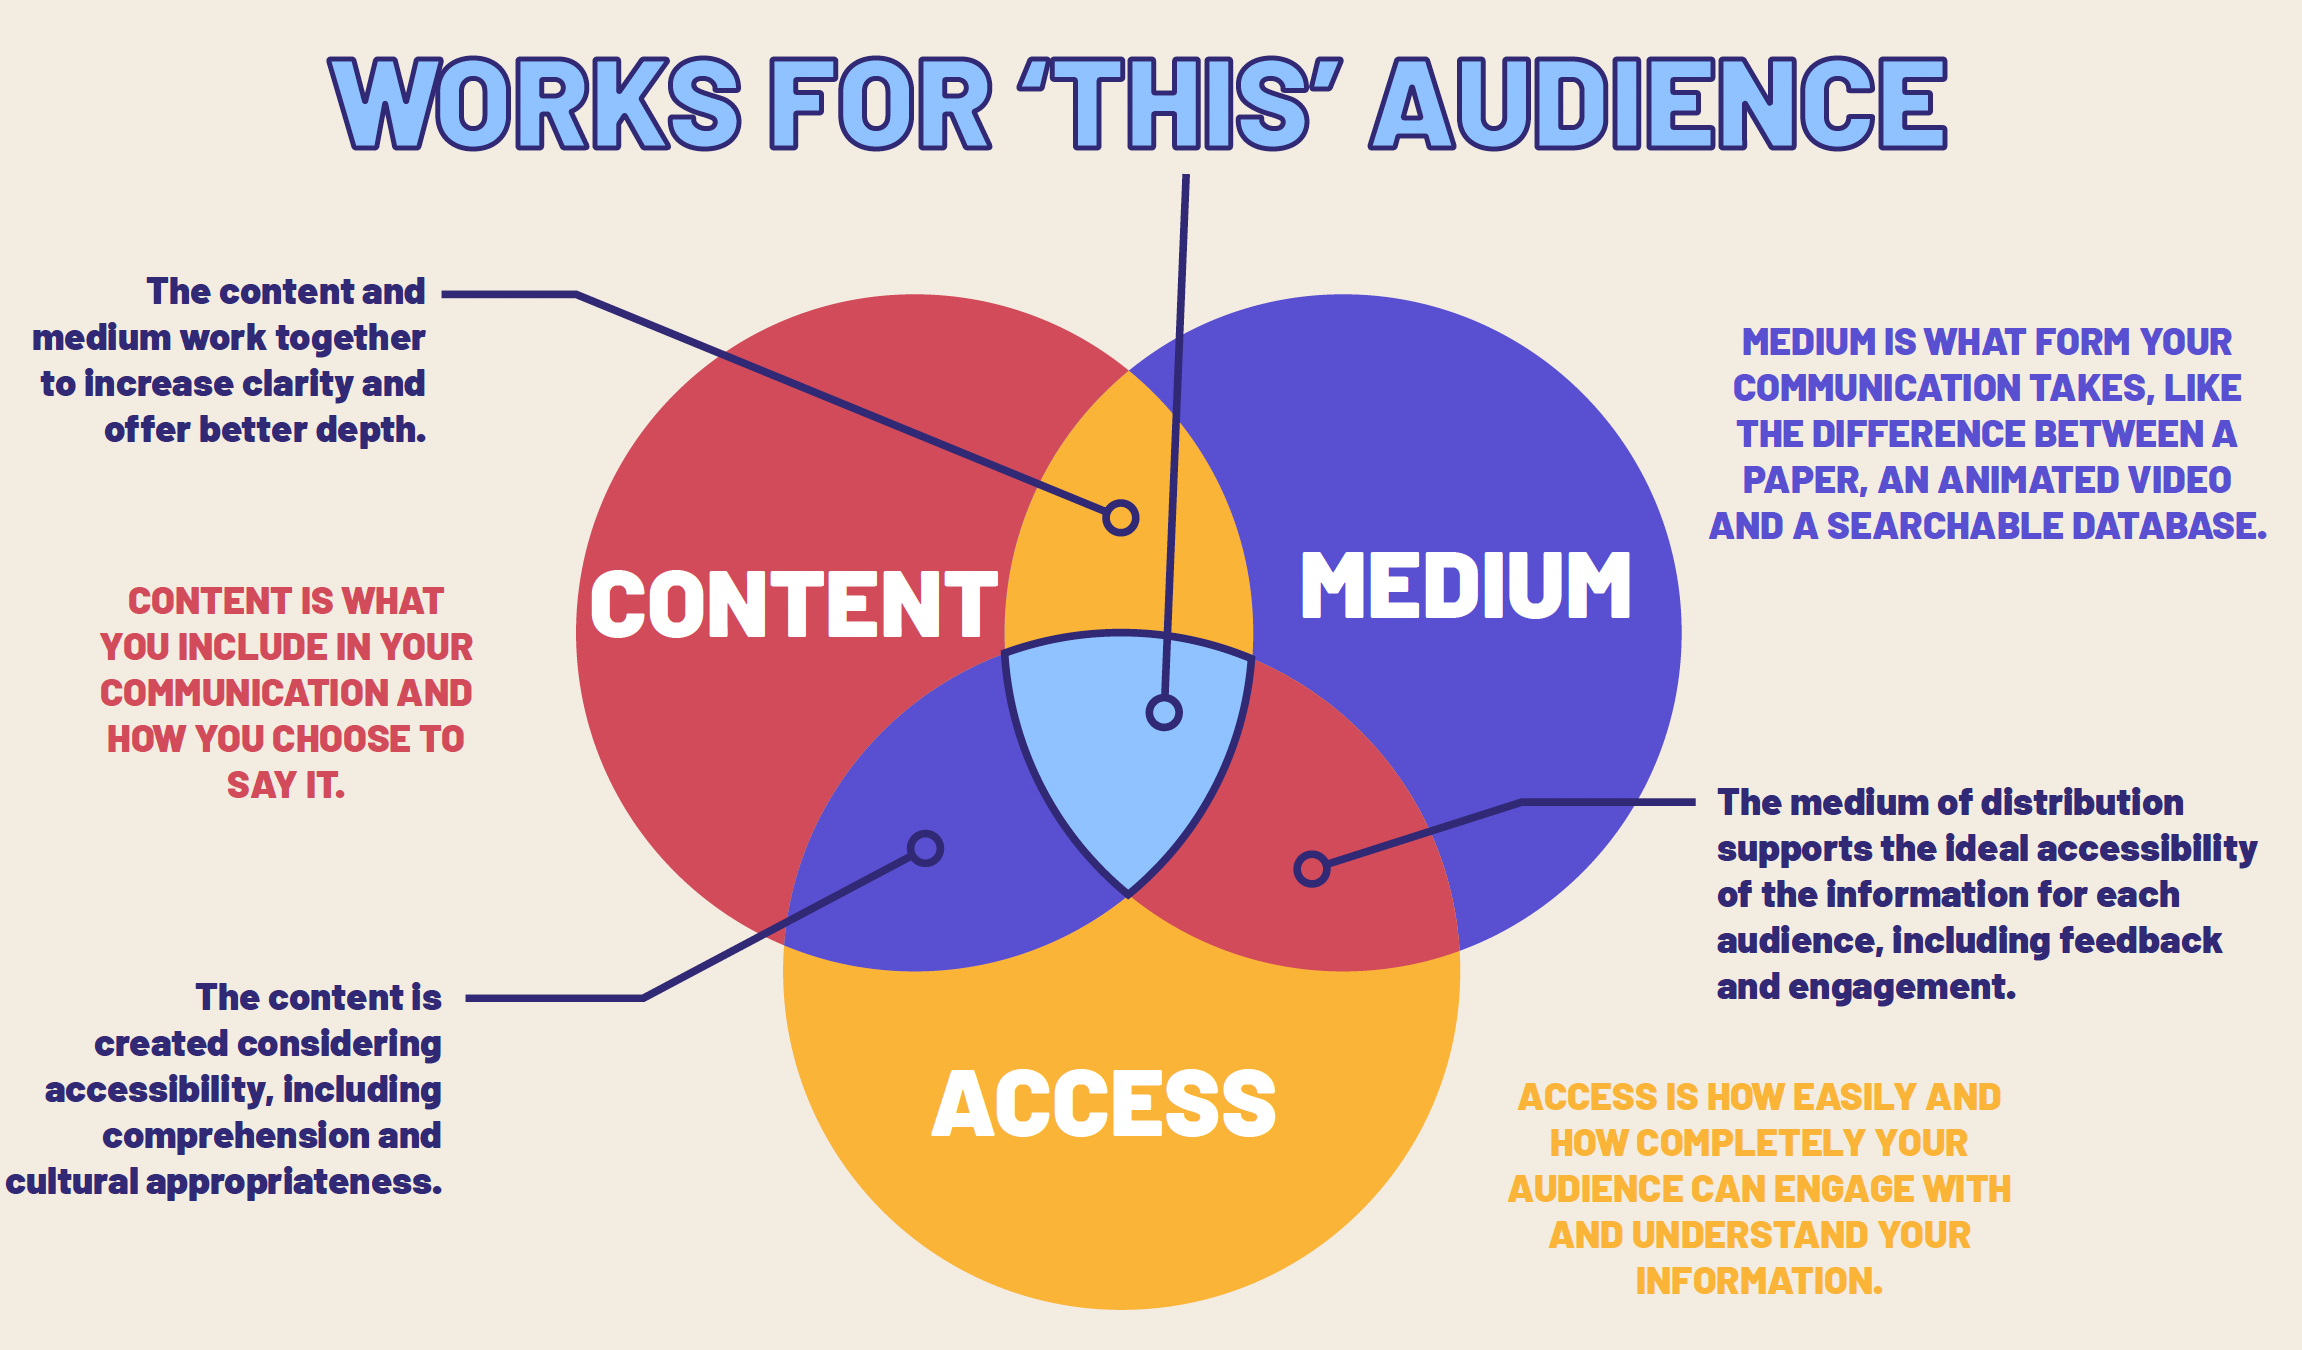 WORKS FOR ‘THIS’ AUDIENCE
The content and
medium work together
to increase clarity and
offer better depth.
MEDIUM IS WHAT FORM YOUR
COMMUNICATION TAKES, LIKE
THE DIFFERENCE BETWEEN A
PAPER, AN ANIMATED VIDEO
AND A SEARCHABLE DATABASE.
CONTENT
MEDIUM
CONTENT IS WHAT
YOU INCLUDE IN YOUR
COMMUNICATION AND
HOW YOU CHOOSE TO
SAY IT.
The medium of distribution
supports the ideal accessibility
of the information for each
audience, including feedback
and engagement.
The content is
created considering
accessibility, including
comprehension and
cultural appropriateness.
ACCESS
ACCESS IS HOW EASILY AND
HOW COMPLETELY YOUR
AUDIENCE CAN ENGAGE WITH
AND UNDERSTAND YOUR
INFORMATION.